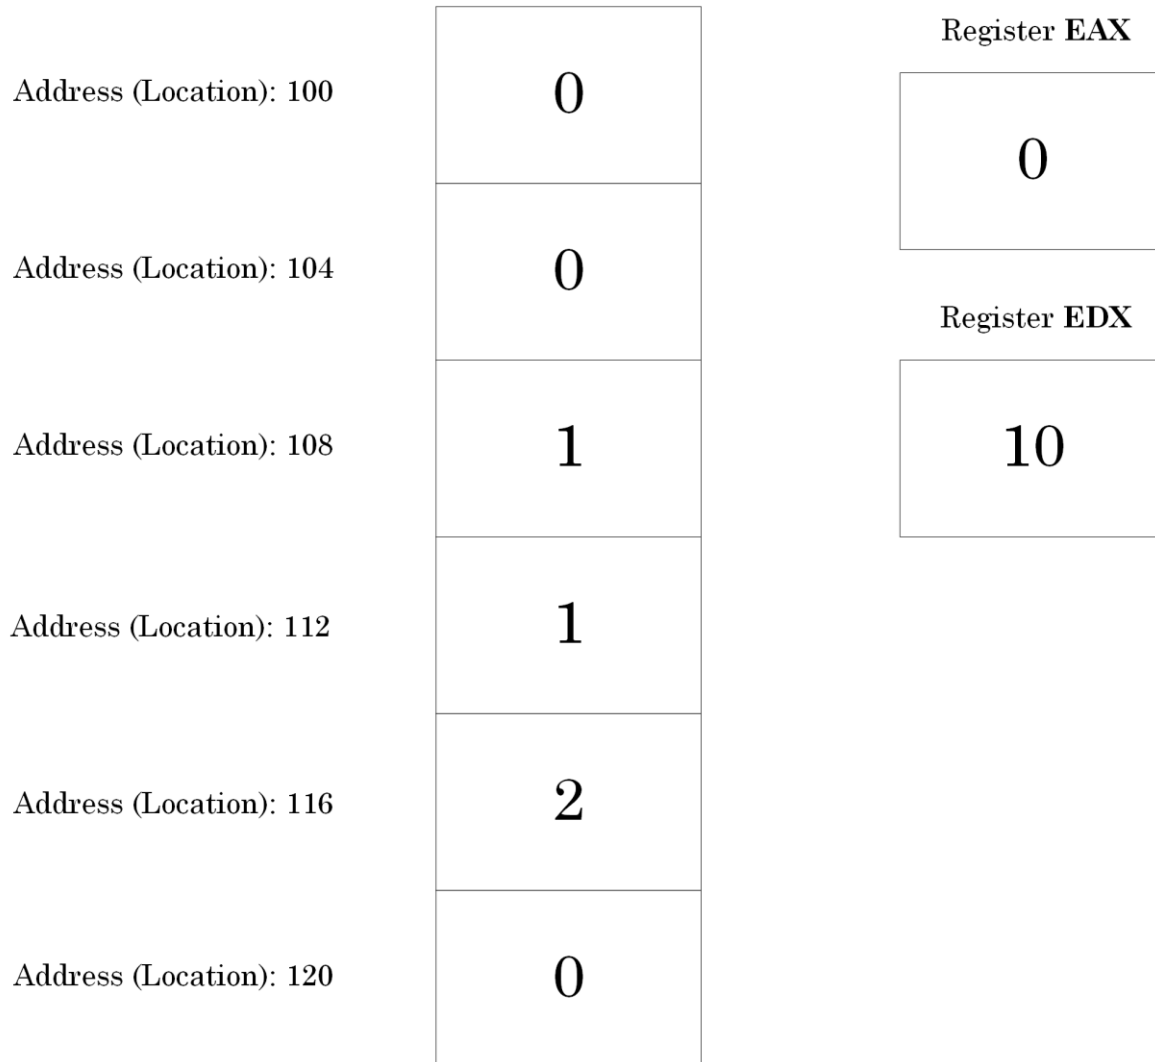 Address (Location): 100
0
Register EAX
0
Address (Location): 104
0
Register EDX
10
Address (Location): 108
1
Address (Location): 112
1
Address (Location): 116
2
Address (Location): 120
0